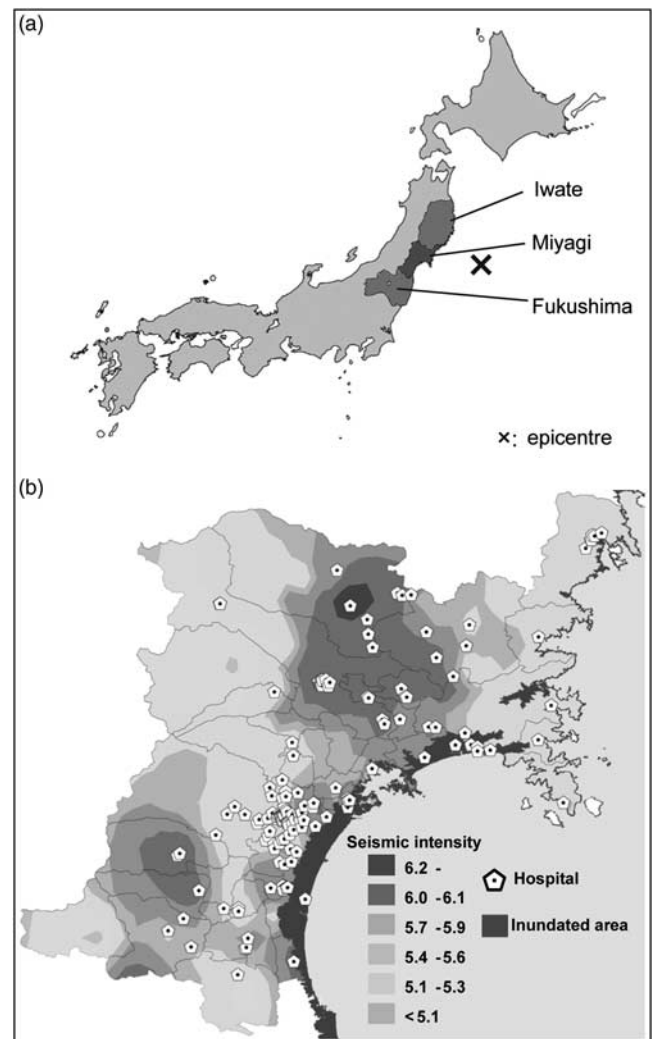 (a)
Iwate
Miyagi
Fukushima
×: epicentre
(b)
Seismic intensity
6.2 -
6.0 -6.1
5.7 -5.9
5.4 -5.6
5.1 -5.3
<5.1
Hospital
Inundated area